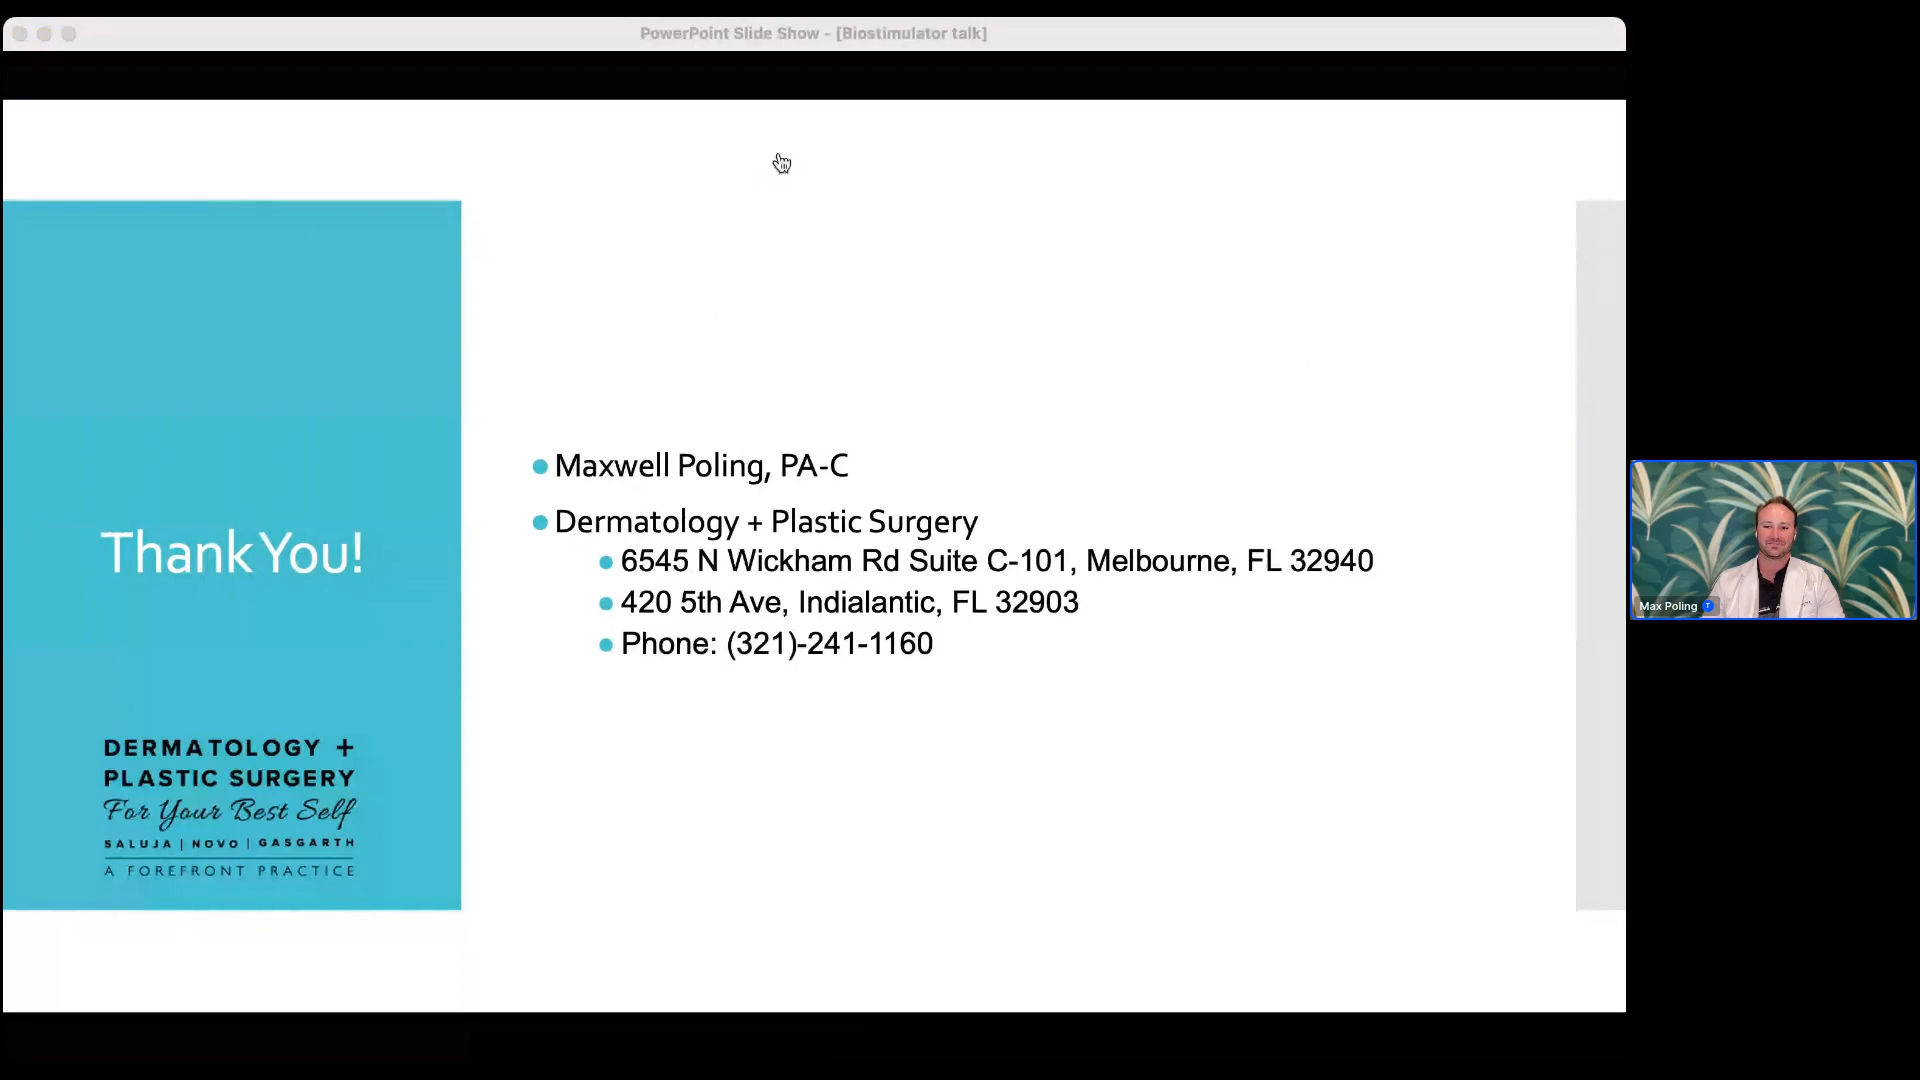 PowerPoint Slide Show - [Biostimulator talk]
Thank You!
DERMATOLOGY +
PLASTIC SURGERY
For Your Best Self
SALUJA | NOVO | GASGARTH
A FOREFRONT PRACTICE
Maxwell Poling, PA-C
Dermatology + Plastic Surgery
6545 N Wickham Rd Suite C-101, Melbourne, FL 32940
420 5th Ave, Indialantic, FL 32903
Phone: (321)-241-1160
Max Poling